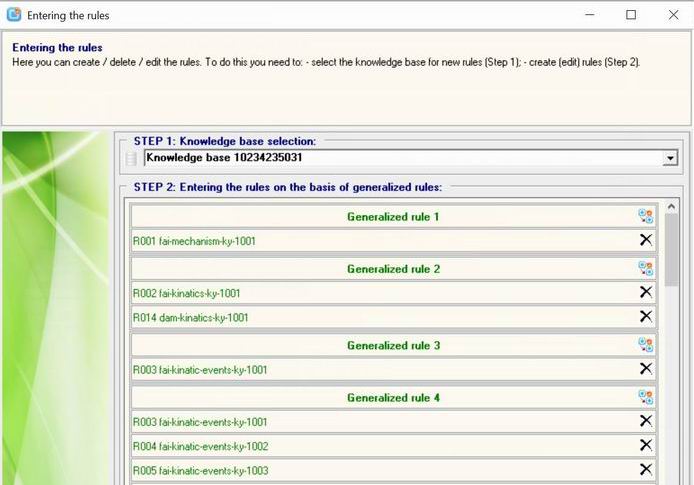 Entering the rules
Entering the rules
Here you can create / delete / edit the rules. To do this you need to: - select the knowledge base for new rules (Step 1); - create (edit) rules (Step 2).
STEP 1: Knowledge base selection:
Knowledge base 10234235031
STEP 2: Entering the rules on the basis of generalized rules:
Generalized rule 1
R001 fai-mechanism-ky-1001
Generalized rule 2
R002 fai-kinatics-ky-1001
R014 dam-kinatics-ky-1001
Generalized rule 3
R003 fai-kinatic-events-ky-1001
Generalized rule 4
R003 fai-kinatic-events-ky-1001
R004 fai-kinatic-events-ky-1002
R005 fai-kinatic-events-ky-1003